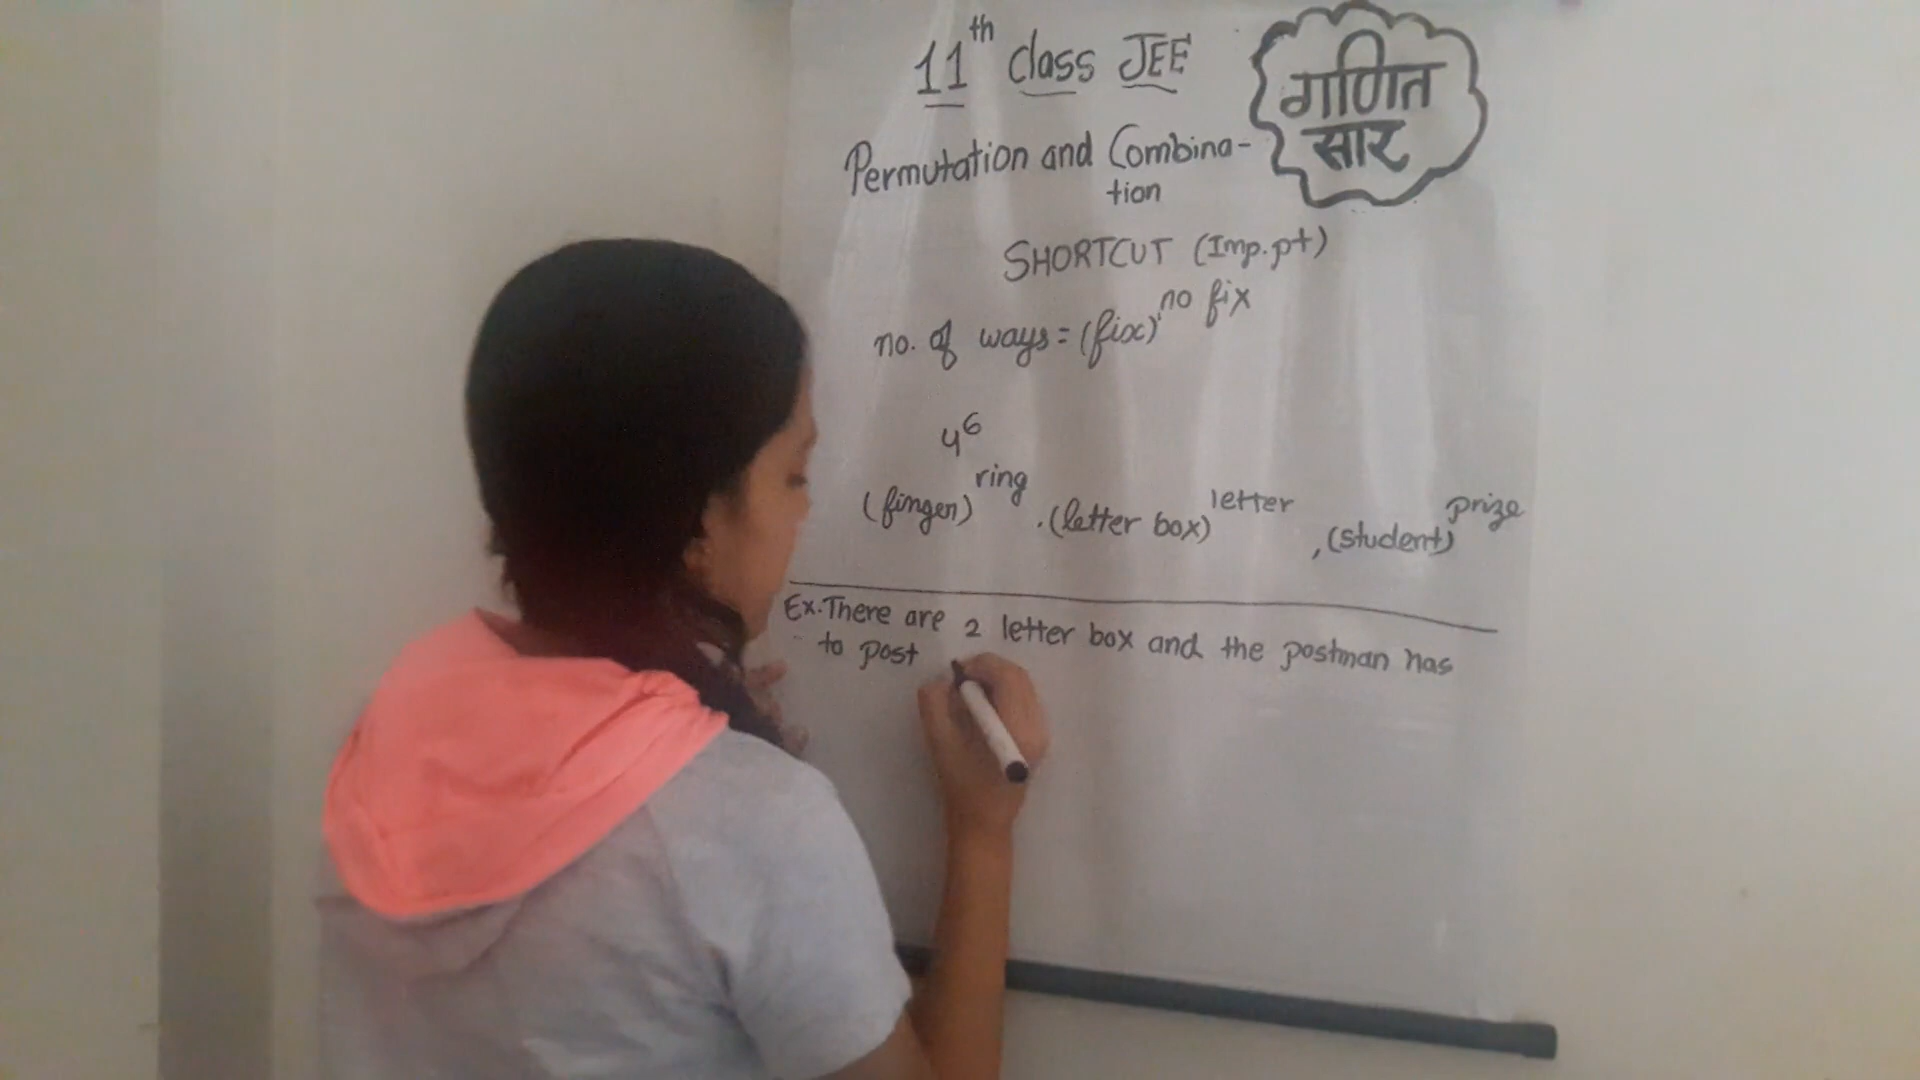 11th class JEE
गणित
सार
Permutation and Combina-
tion
SHORTCUT (Imp.pt)
no. of ways = (fix)^no fix
4^6
(finger)^ring , (letter box)^letter , (student)^prize
Ex. There are 2 letter box and the postman has
to post